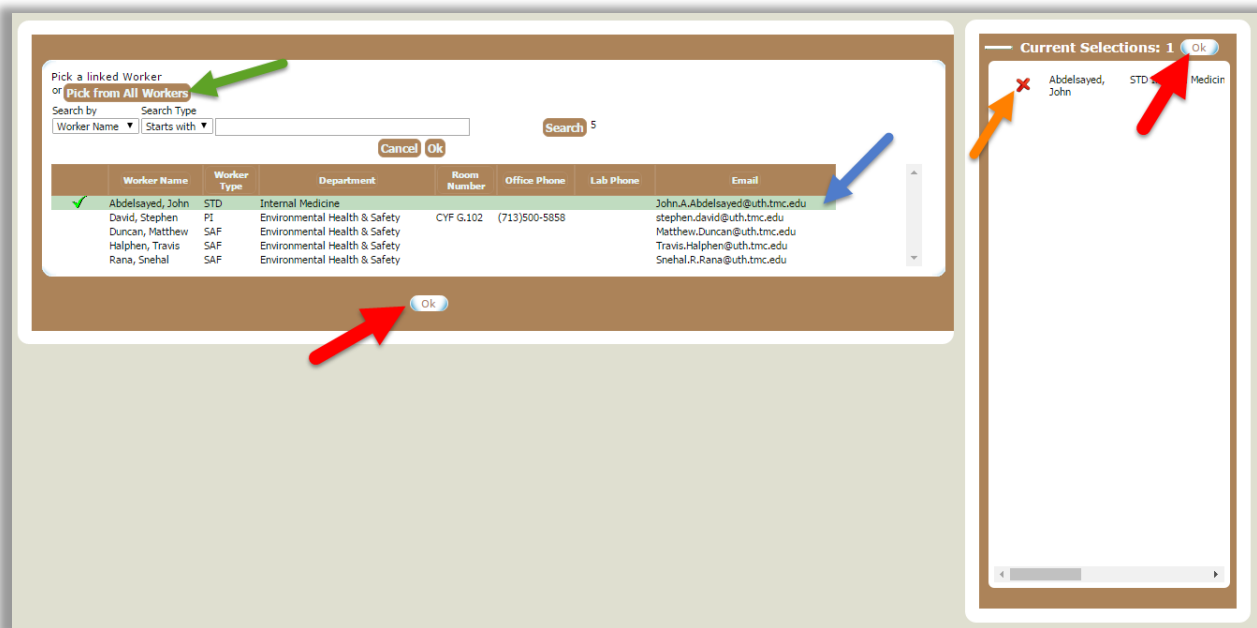 Pick a linked Worker
or Pick from All Workers
Search by Search Type
Worker Name Starts with Search 5
Cancel Ok
Worker Name Worker Type Department Room Number Office Phone Lab Phone Email
Abdelsayed, John STD Internal Medicine John.A.Abdelsayed@uth.tmc.edu
David, Stephen PI Environmental Health & Safety CYF G.102 (713)500-5858 stephen.david@uth.tmc.edu
Duncan, Matthew SAF Environmental Health & Safety Matthew.Duncan@uth.tmc.edu
Halphen, Travis SAF Environmental Health & Safety Travis.Halphen@uth.tmc.edu
Rana, Snehal SAF Environmental Health & Safety Snehal.R.Rana@uth.tmc.edu
Ok
Current Selections: 1 Ok
Abdelsayed, STD Medicin
John